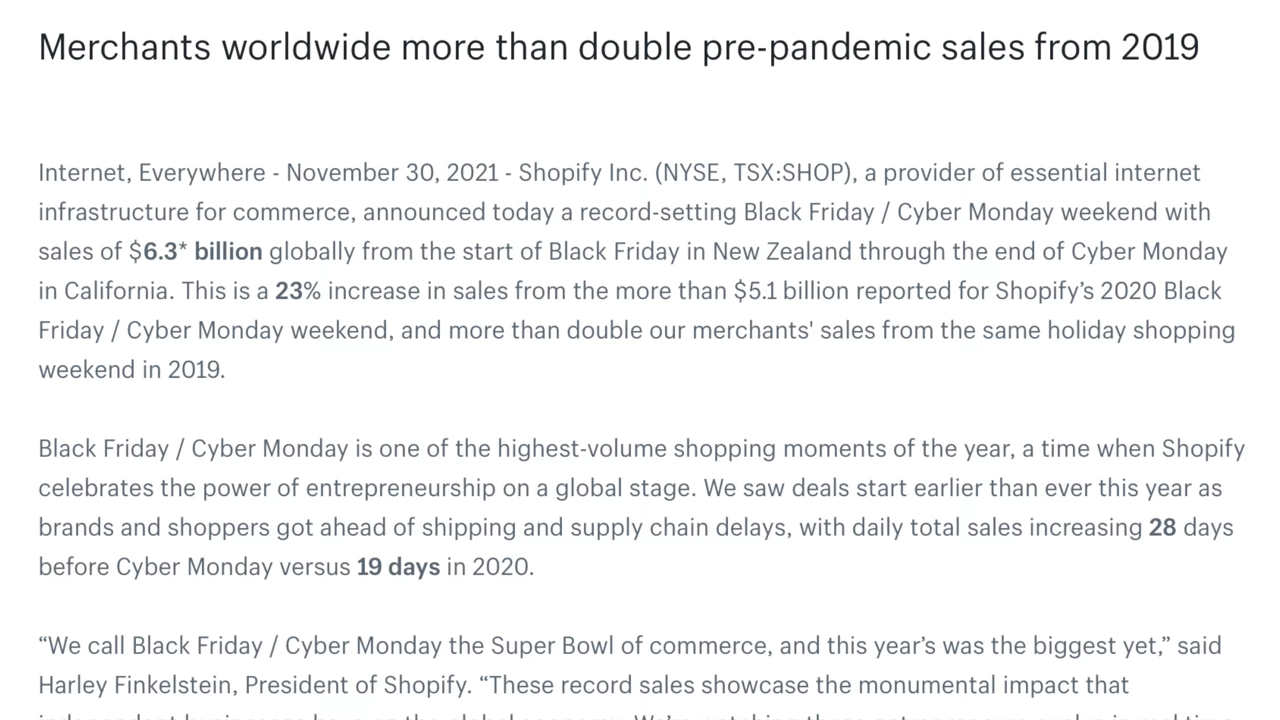 Merchants worldwide more than double pre-pandemic sales from 2019
Internet, Everywhere - November 30, 2021 - Shopify Inc. (NYSE, TSX:SHOP), a provider of essential internet
infrastructure for commerce, announced today a record-setting Black Friday / Cyber Monday weekend with
sales of $6.3* billion globally from the start of Black Friday in New Zealand through the end of Cyber Monday
in California. This is a 23% increase in sales from the more than $5.1 billion reported for Shopify’s 2020 Black
Friday / Cyber Monday weekend, and more than double our merchants' sales from the same holiday shopping
weekend in 2019.
Black Friday / Cyber Monday is one of the highest-volume shopping moments of the year, a time when Shopify
celebrates the power of entrepreneurship on a global stage. We saw deals start earlier than ever this year as
brands and shoppers got ahead of shipping and supply chain delays, with daily total sales increasing 28 days
before Cyber Monday versus 19 days in 2020.
“We call Black Friday / Cyber Monday the Super Bowl of commerce, and this year’s was the biggest yet,” said
Harley Finkelstein, President of Shopify. “These record sales showcase the monumental impact that